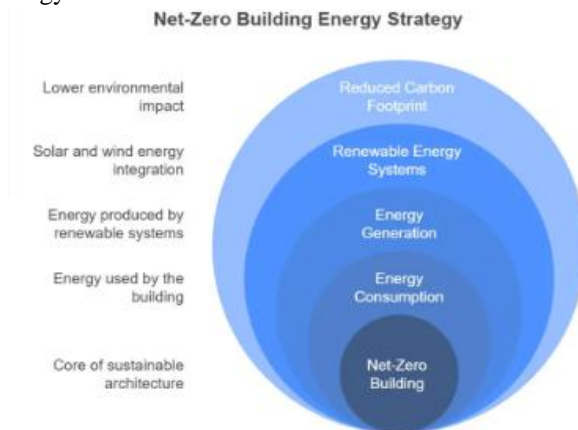 Net-Zero Building Energy Strategy
Lower environmental
impact
Reduced Carbon
Footprint
Solar and wind energy
integration
Renewable Energy
Systems
Energy produced by
renewable systems
Energy
Generation
Energy used by the
building
Energy
Consumption
Core of sustainable
architecture
Net-Zero
Building